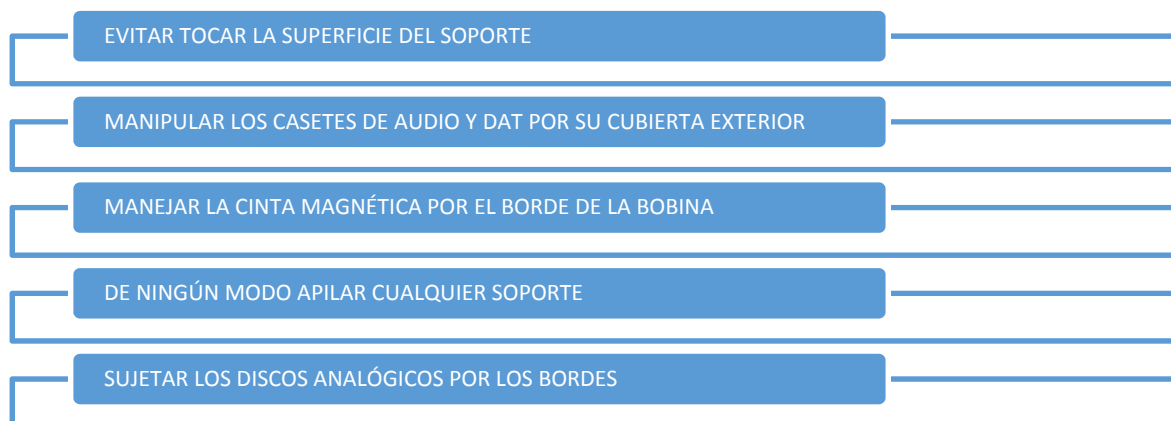 EVITAR TOCAR LA SUPERFICIE DEL SOPORTE
MANIPULAR LOS CASETES DE AUDIO Y DAT POR SU CUBIERTA EXTERIOR
MANEJAR LA CINTA MAGNÉTICA POR EL BORDE DE LA BOBINA
DE NINGÚN MODO APILAR CUALQUIER SOPORTE
SUJETAR LOS DISCOS ANALÓGICOS POR LOS BORDES